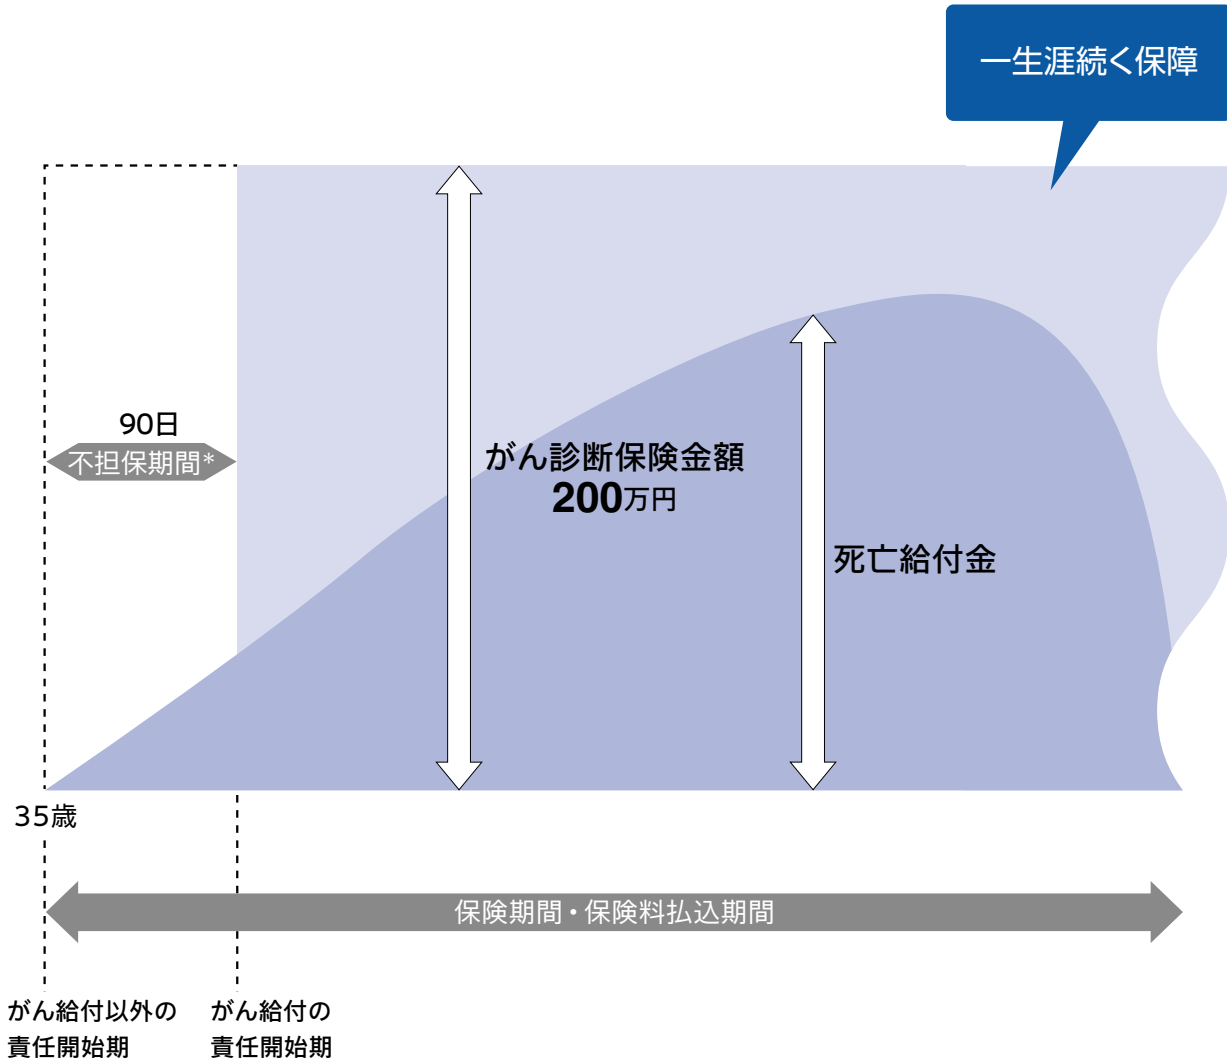 一生涯続く保障
90日
不担保期間*
がん診断保険金額
200万円
死亡給付金
35歳
保険期間・保険料払込期間
がん給付以外の
責任開始期
がん給付の
責任開始期